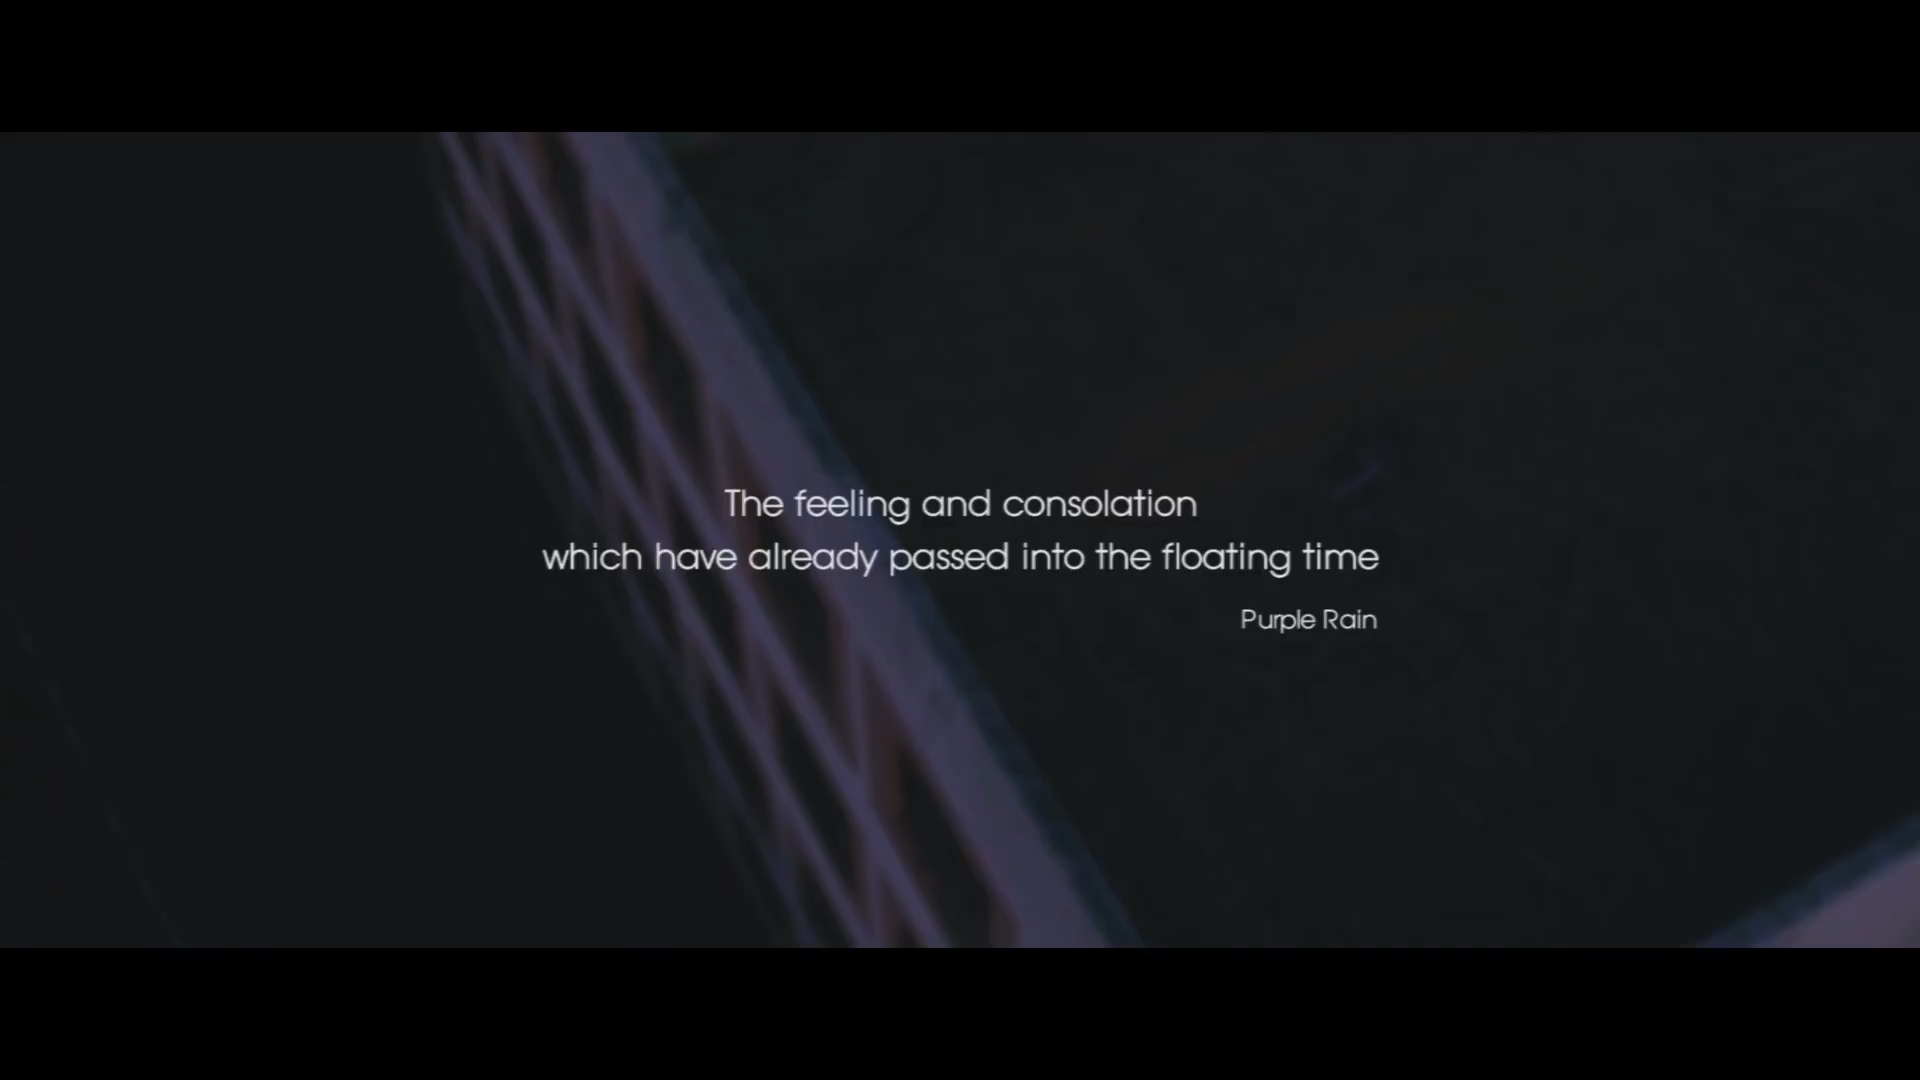 The feeling and consolation
which have already passed into the floating time
Purple Rain